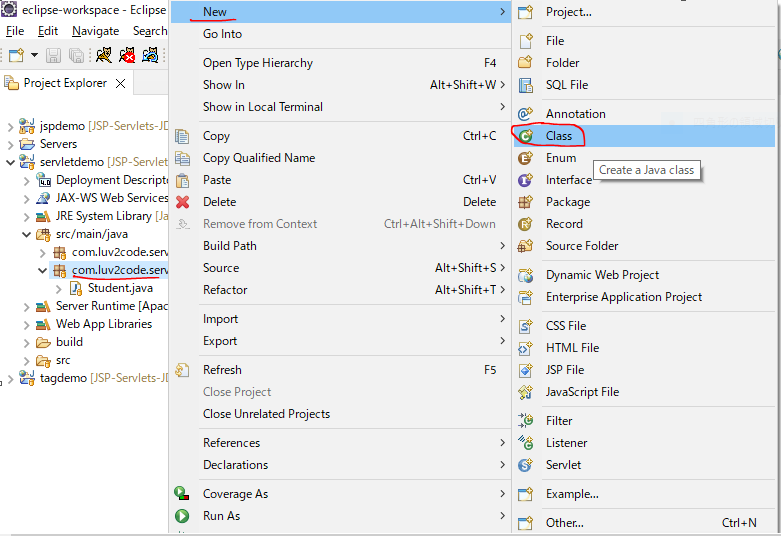 eclipse-workspace - Eclipse
File Edit Navigate Search
Project Explorer
jspdemo [JSP-Servlets-JD
Servers
servletdemo [JSP-Servlets
Deployment Descripto
JAX-WS Web Services
JRE System Library [Ja
src/main/java
com.luv2code.serv
com.luv2code.serv
Student.java
Server Runtime [Apac
Web App Libraries
build
src
tagdemo [JSP-Servlets-JD
New
Go Into
Open Type Hierarchy F4
Show In Alt+Shift+W
Show in Local Terminal
Copy Ctrl+C
Copy Qualified Name
Paste Ctrl+V
Delete Delete
Remove from Context Ctrl+Alt+Shift+Down
Build Path
Source Alt+Shift+S
Refactor Alt+Shift+T
Import
Export
Refresh F5
Close Project
Close Unrelated Projects
References
Declarations
Coverage As
Run As
Project...
File
Folder
SQL File
Annotation
Class
Enum
Create a Java class
Interface
Package
Record
Source Folder
Dynamic Web Project
Enterprise Application Project
CSS File
HTML File
JSP File
JavaScript File
Filter
Listener
Servlet
Example...
Other... Ctrl+N